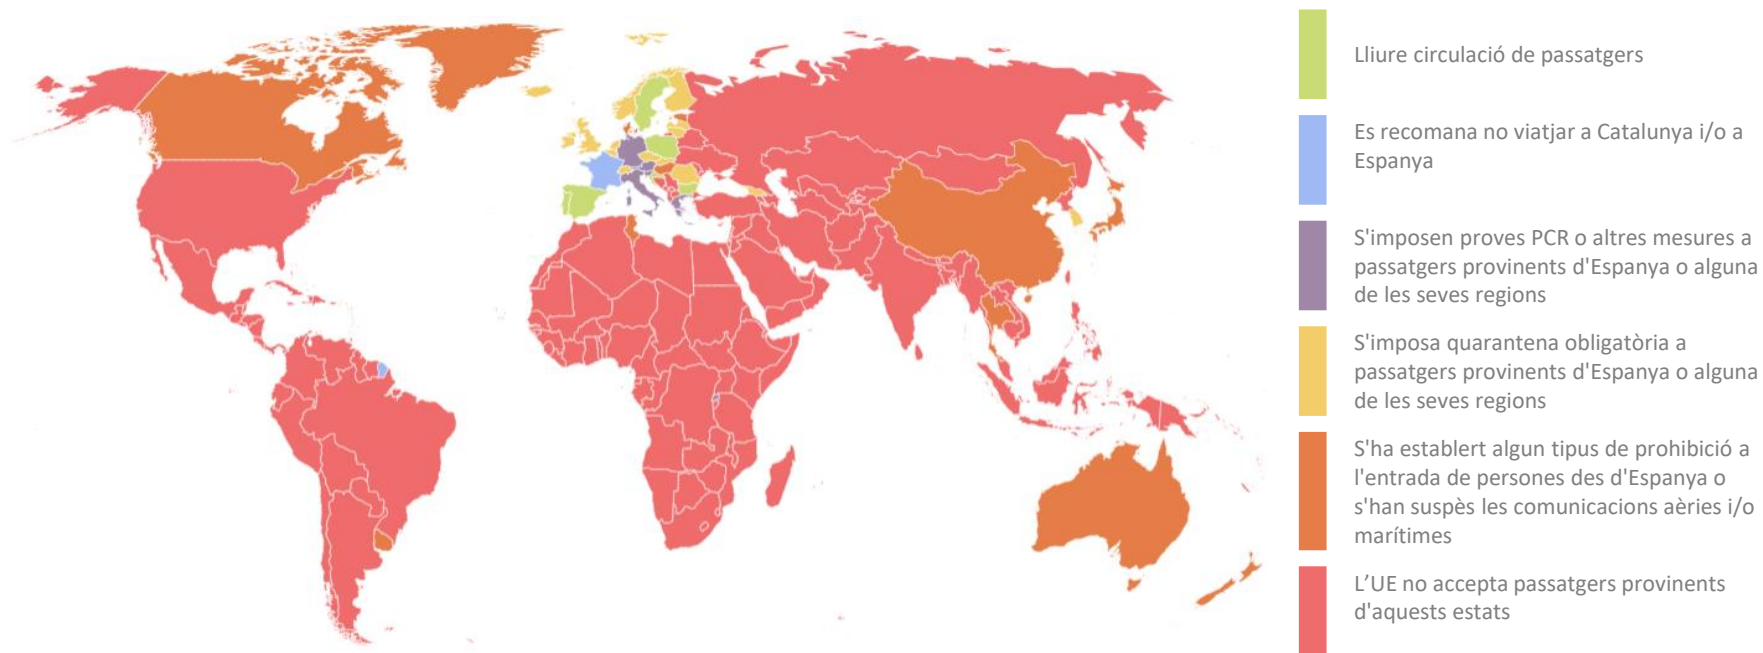 Lliure circulació de passatgers
Es recomana no viatjar a Catalunya i/o a
Espanya
S'imposen proves PCR o altres mesures a
passatgers provinents d'Espanya o alguna
de les seves regions
S'imposa quarantena obligatòria a
passatgers provinents d'Espanya o alguna
de les seves regions
S'ha establert algun tipus de prohibició a
l'entrada de persones des d'Espanya o
s'han suspès les comunicacions aèries i/o
marítimes
L’UE no accepta passatgers provinents
d'aquests estats